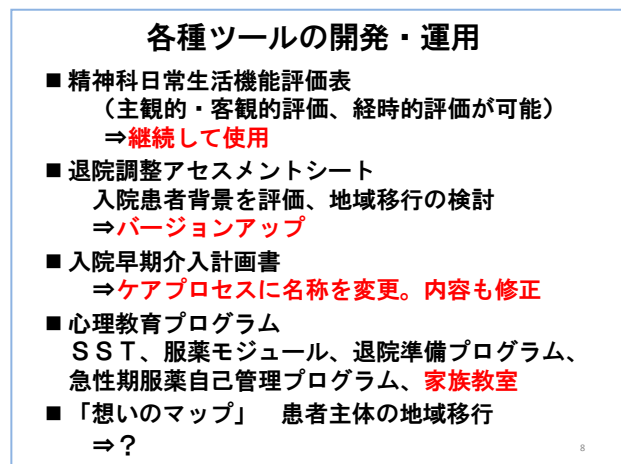 各種ツールの開発・運用
■ 精神科日常生活機能評価表
（主観的・客観的評価、経時的評価が可能）
⇒継続して使用
■ 退院調整アセスメントシート
入院患者背景を評価、地域移行の検討
⇒バージョンアップ
■ 入院早期介入計画書
⇒ケアプロセスに名称を変更。内容も修正
■ 心理教育プログラム
ＳＳＴ、服薬モジュール、退院準備プログラム、
急性期服薬自己管理プログラム、家族教室
■ 「想いのマップ」　患者主体の地域移行
⇒？
8